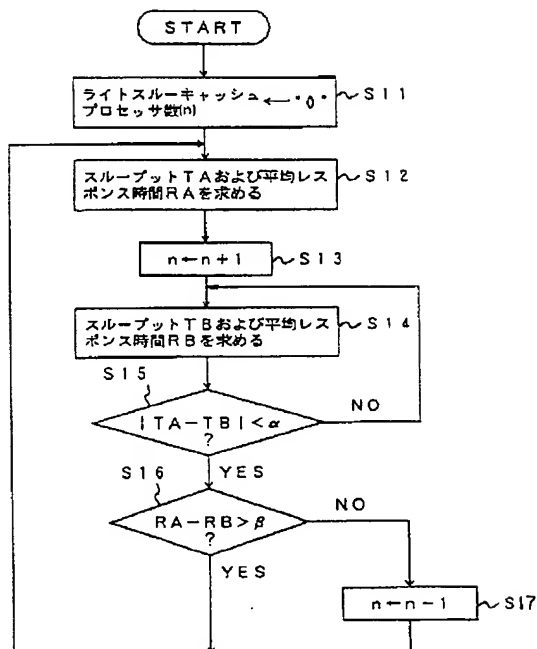 START
ライトスルーキャッシュ
プロセッサ数(n)
← "0"
S11
スループットTAおよび平均レス
ポンス時間RAを求める
S12
n←n+1
S13
スループットTBおよび平均レス
ポンス時間RBを求める
S14
S15
|TA-TB|<α
?
NO
YES
S16
RA-RB>β
?
NO
YES
n←n-1
S17